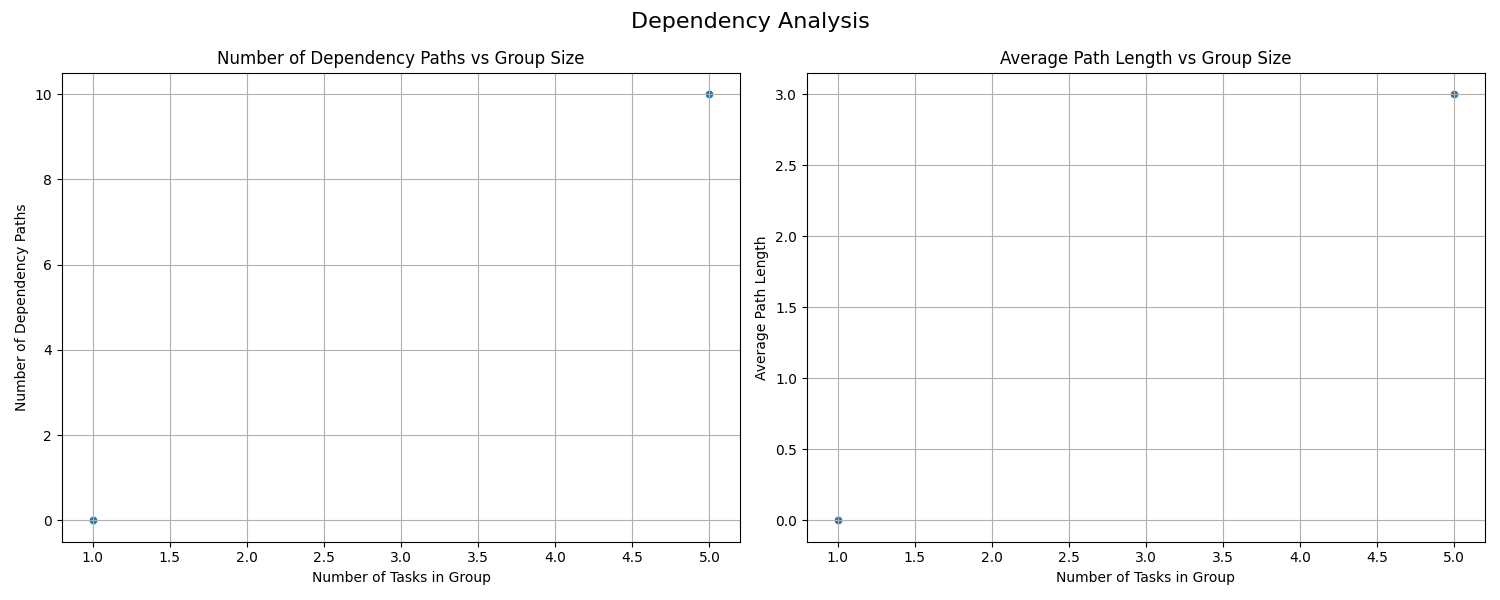 Dependency Analysis
Number of Dependency Paths vs Group Size
Number of Dependency Paths
10
8
6
4
2
0
1.0 1.5 2.0 2.5 3.0 3.5 4.0 4.5 5.0
Number of Tasks in Group
Average Path Length vs Group Size
Average Path Length
3.0
2.5
2.0
1.5
1.0
0.5
0.0
1.0 1.5 2.0 2.5 3.0 3.5 4.0 4.5 5.0
Number of Tasks in Group